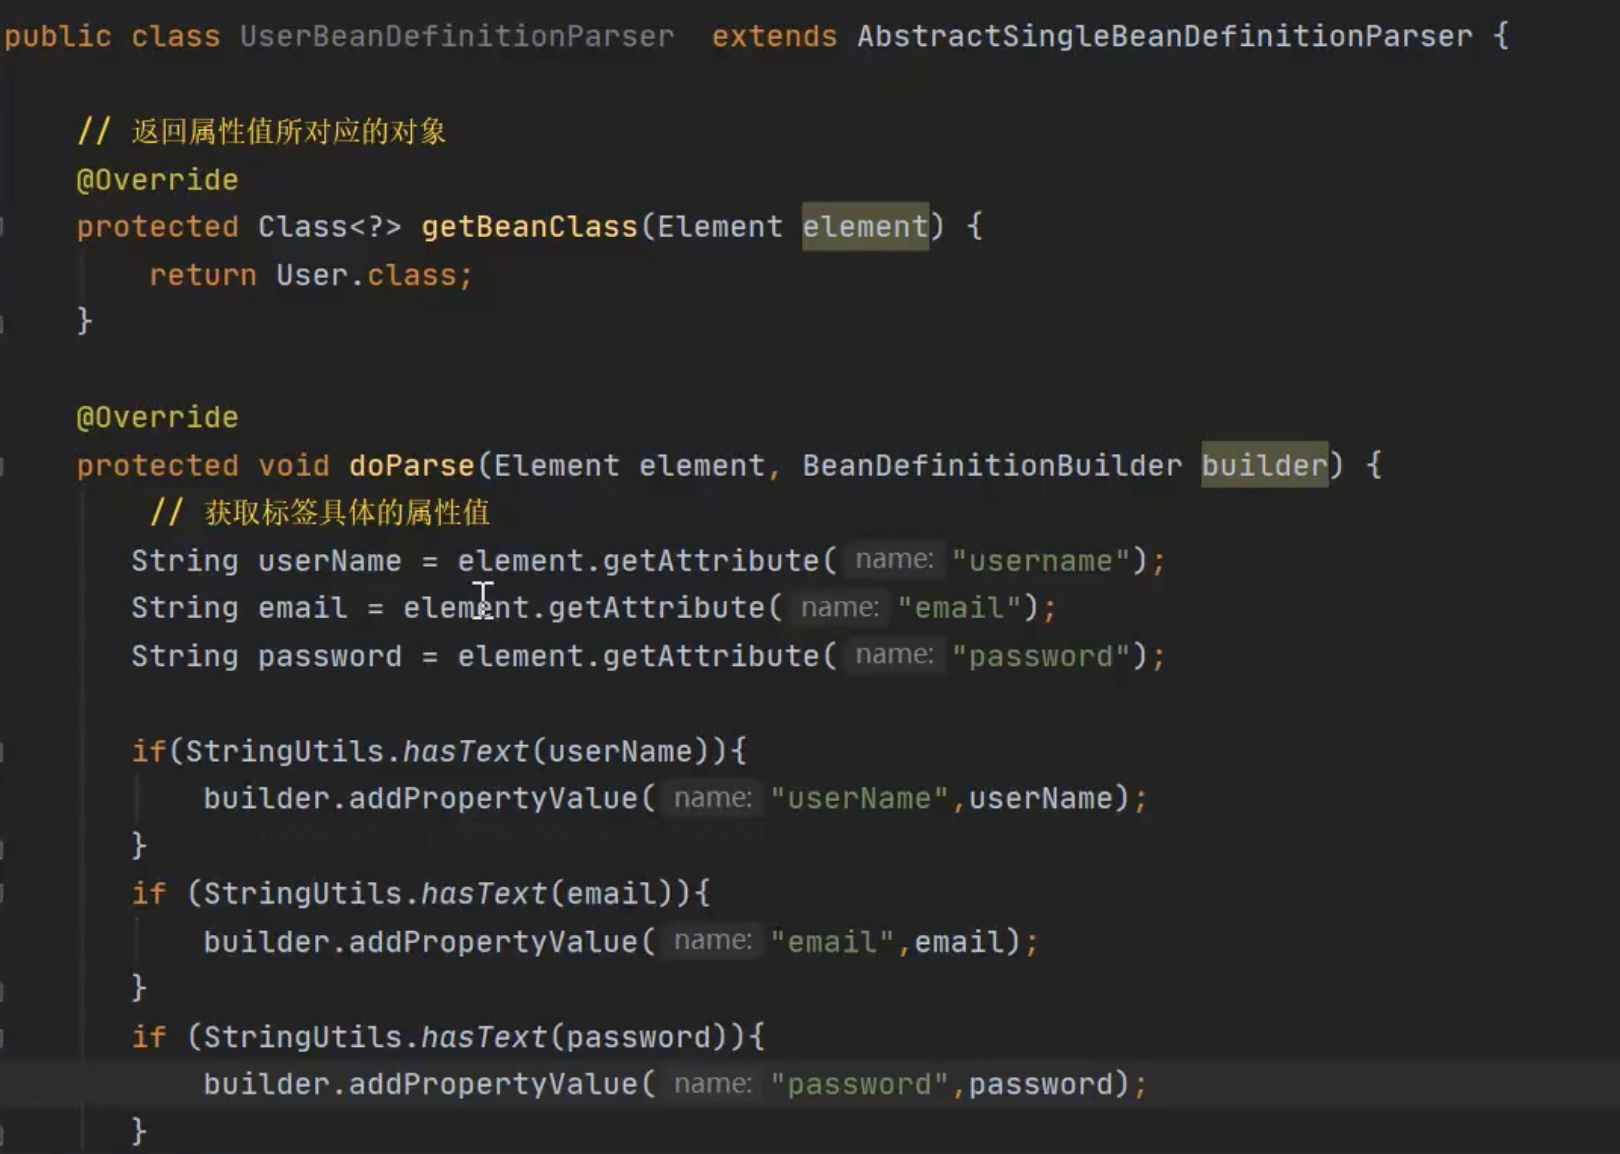 public class UserBeanDefinitionParser  extends AbstractSingleBeanDefinitionParser {
// 返回属性值所对应的对象
@Override
protected Class<?> getBeanClass(Element element) {
return User.class;
}
@Override
protected void doParse(Element element, BeanDefinitionBuilder builder) {
// 获取标签具体的属性值
String userName = element.getAttribute( name: "username");
String email = element.getAttribute( name: "email");
String password = element.getAttribute( name: "password");
if(StringUtils.hasText(userName)){
builder.addPropertyValue( name: "userName",userName);
}
if (StringUtils.hasText(email)){
builder.addPropertyValue( name: "email",email);
}
if (StringUtils.hasText(password)){
builder.addPropertyValue( name: "password",password);
}